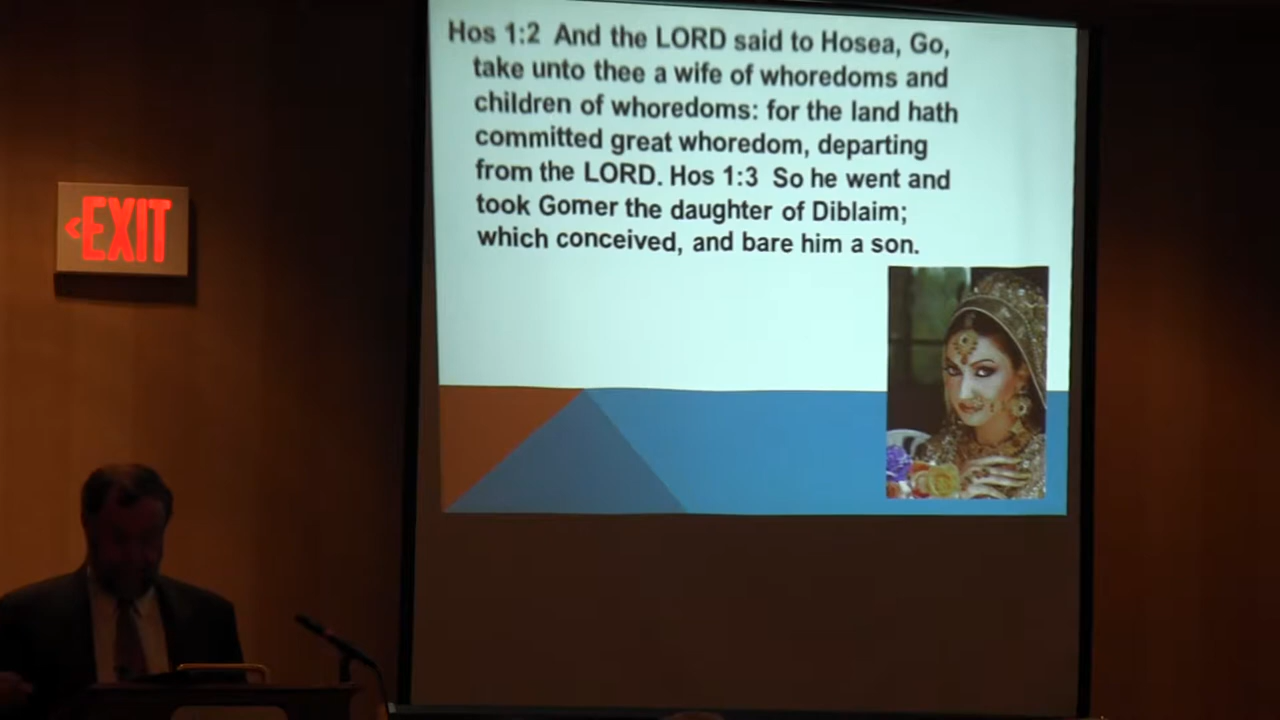 Hos 1:2 And the LORD said to Hosea, Go,
take unto thee a wife of whoredoms and
children of whoredoms: for the land hath
committed great whoredom, departing
from the LORD. Hos 1:3 So he went and
took Gomer the daughter of Diblaim;
which conceived, and bare him a son.
<EXIT